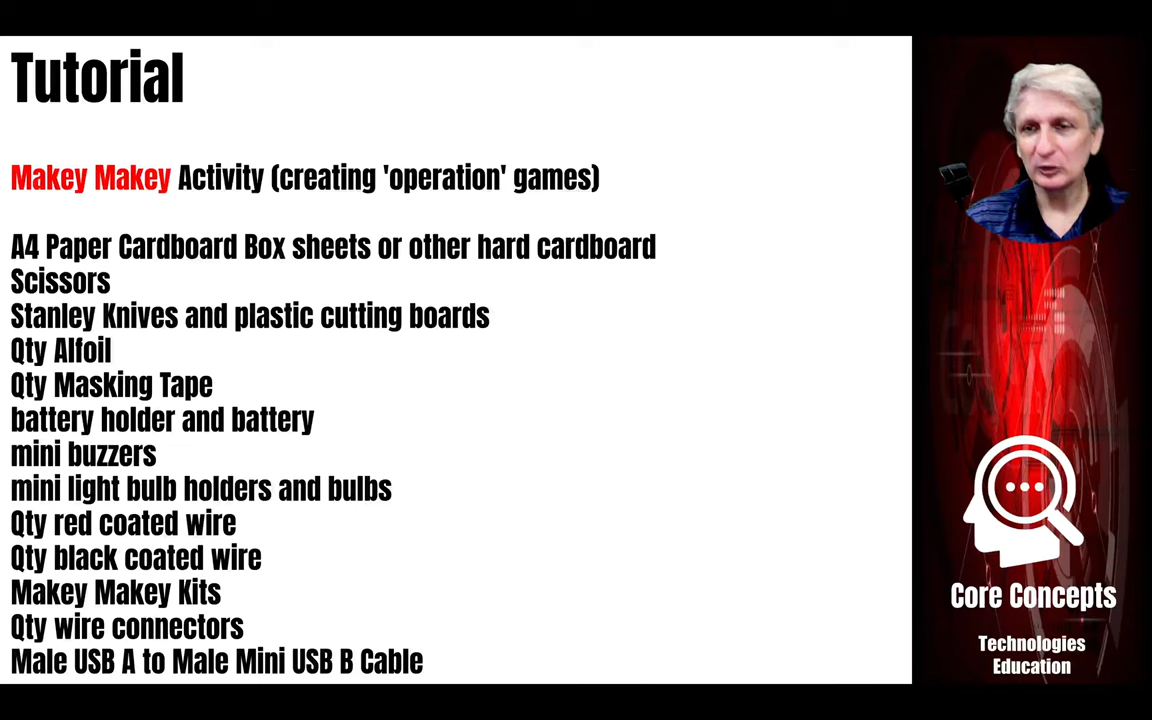 Tutorial
Makey Makey Activity (creating 'operation' games)
A4 Paper Cardboard Box sheets or other hard cardboard
Scissors
Stanley Knives and plastic cutting boards
Qty Alfoil
Qty Masking Tape
battery holder and battery
mini buzzers
mini light bulb holders and bulbs
Qty red coated wire
Qty black coated wire
Makey Makey Kits
Qty wire connectors
Male USB A to Male Mini USB B Cable
Core Concepts
Technologies
Education